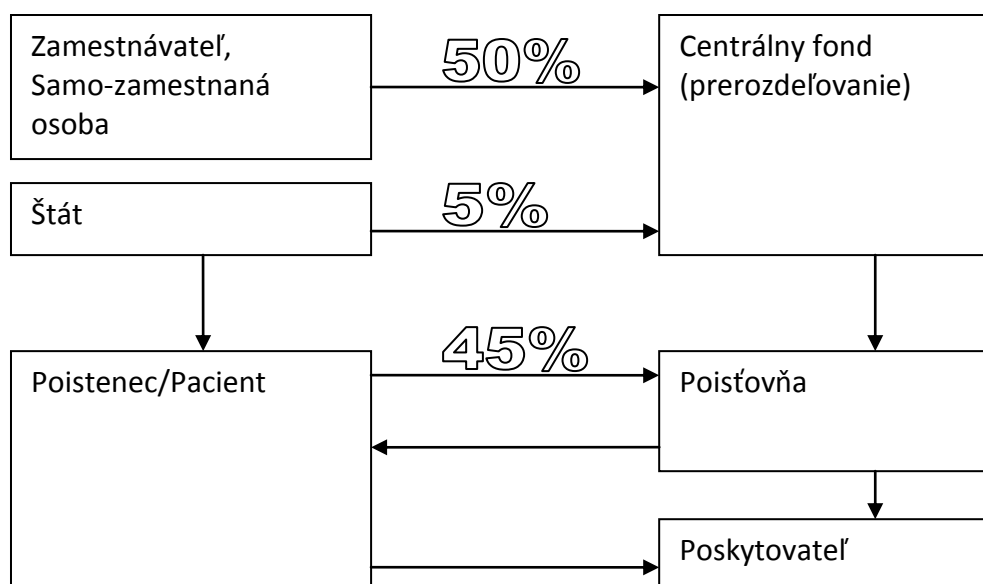 Zamestnávateľ,
Samo-zamestnaná
osoba
50%
Centrálny fond
(prerozdeľovanie)
Štát
5%
Poistenec/Pacient
45%
Poisťovňa
Poskytovateľ